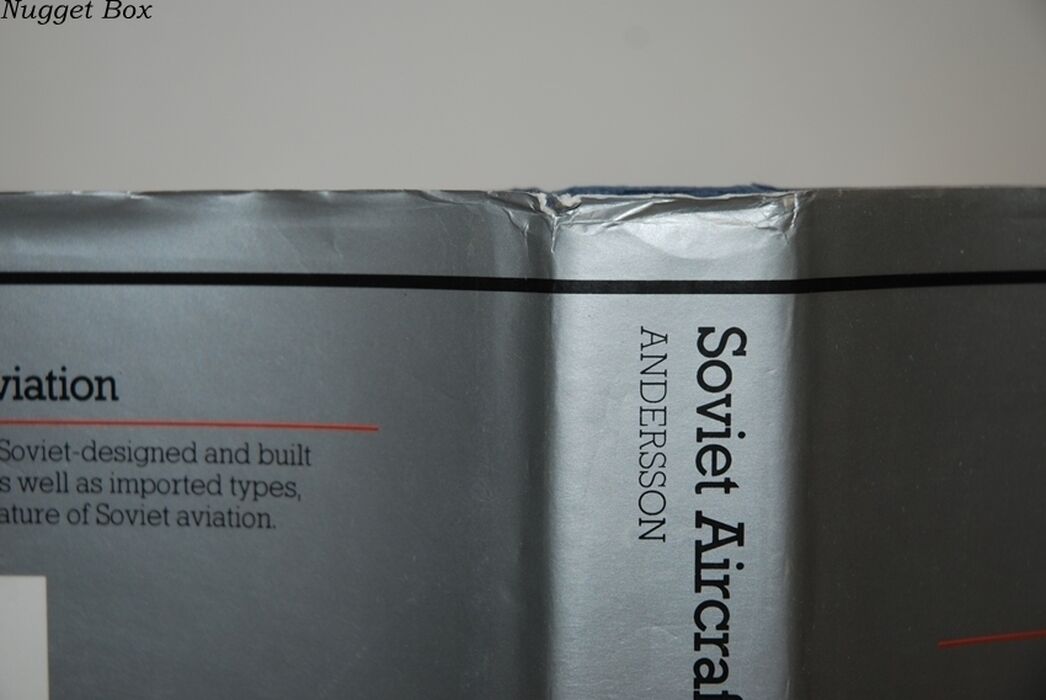 Nugget Box
viation
Soviet-designed and built
s well as imported types,
ature of Soviet aviation.
Soviet Aircraf
ANDERSSON